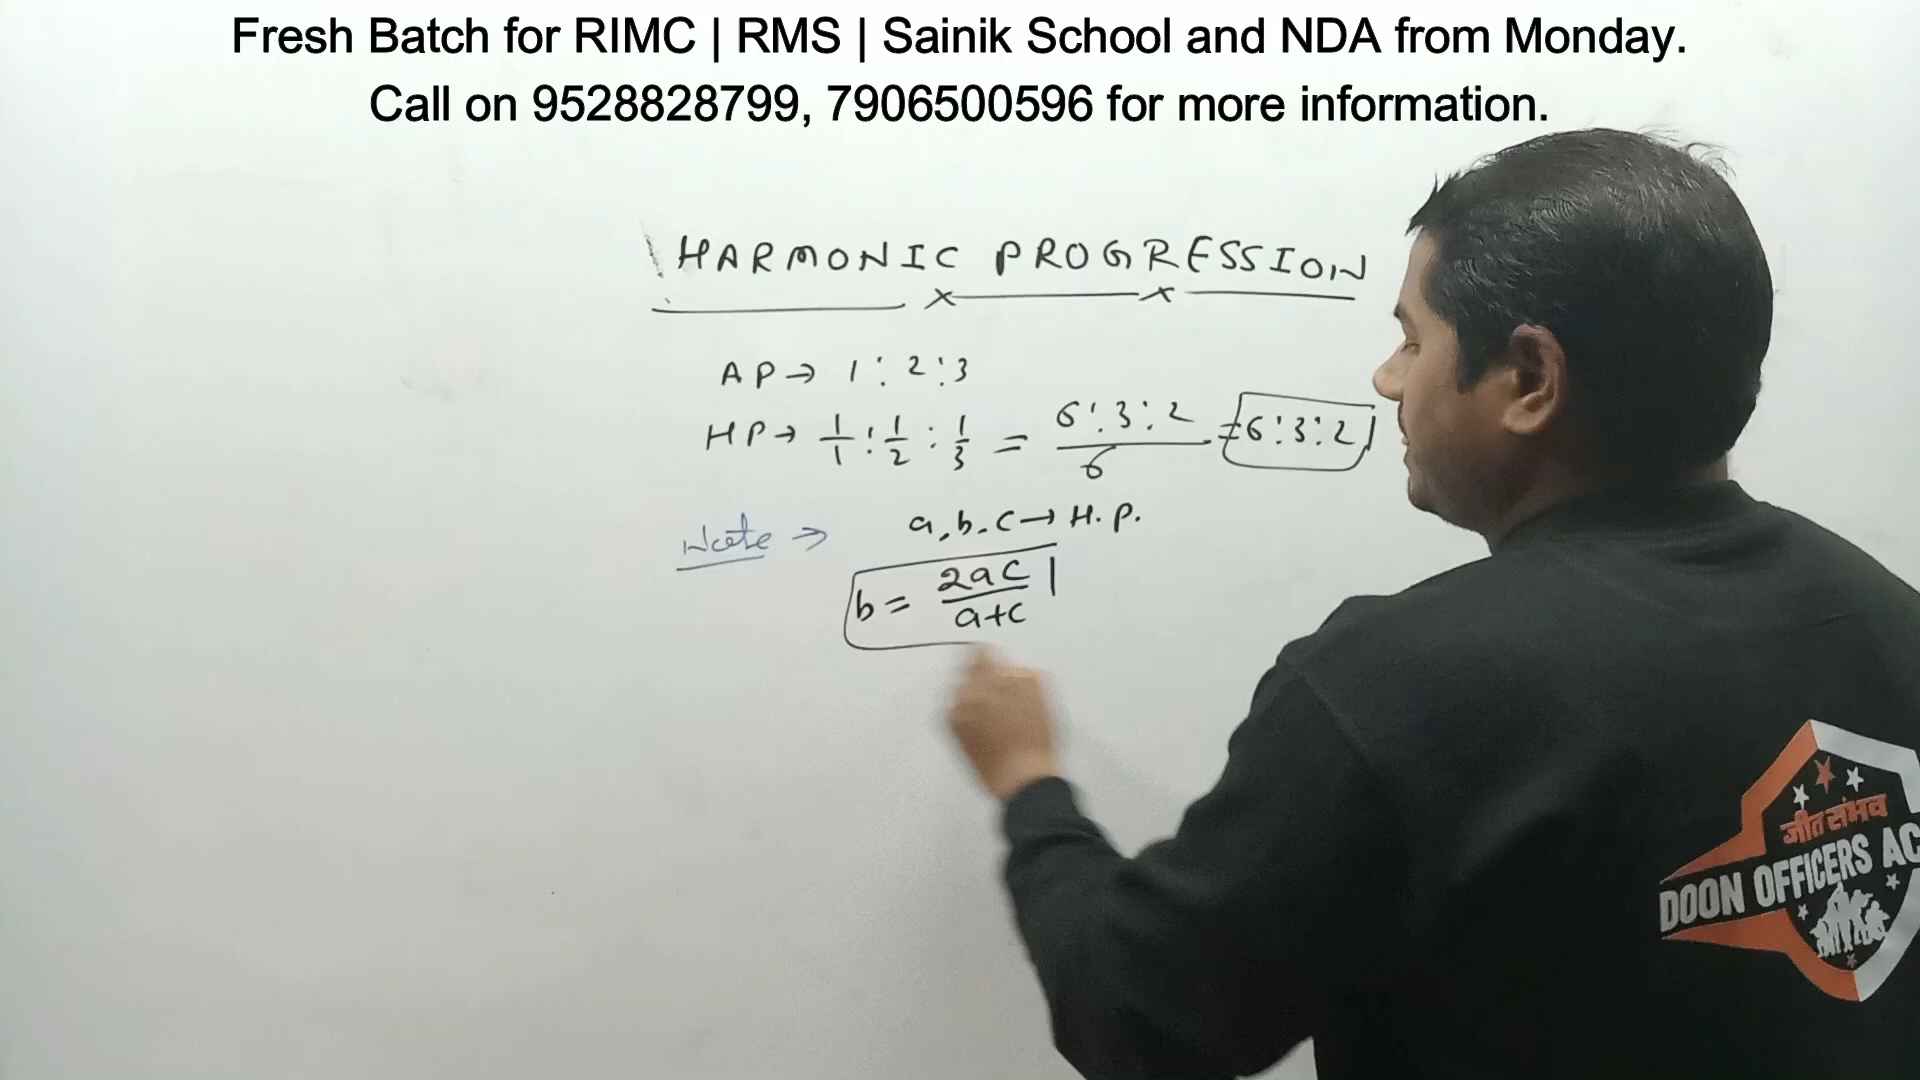 Fresh Batch for RIMC | RMS | Sainik School and NDA from Monday.
Call on 9528828799, 7906500596 for more information.
HARMONIC PROGRESSION
AP → 1 : 2 : 3
HP → 1/1 : 1/2 : 1/3 = 6 : 3 : 2 / 6 = 6 : 3 : 2
Note → a, b, c → H.P.
b = 2ac / a+c
जीत संभव
DOON OFFICERS AC